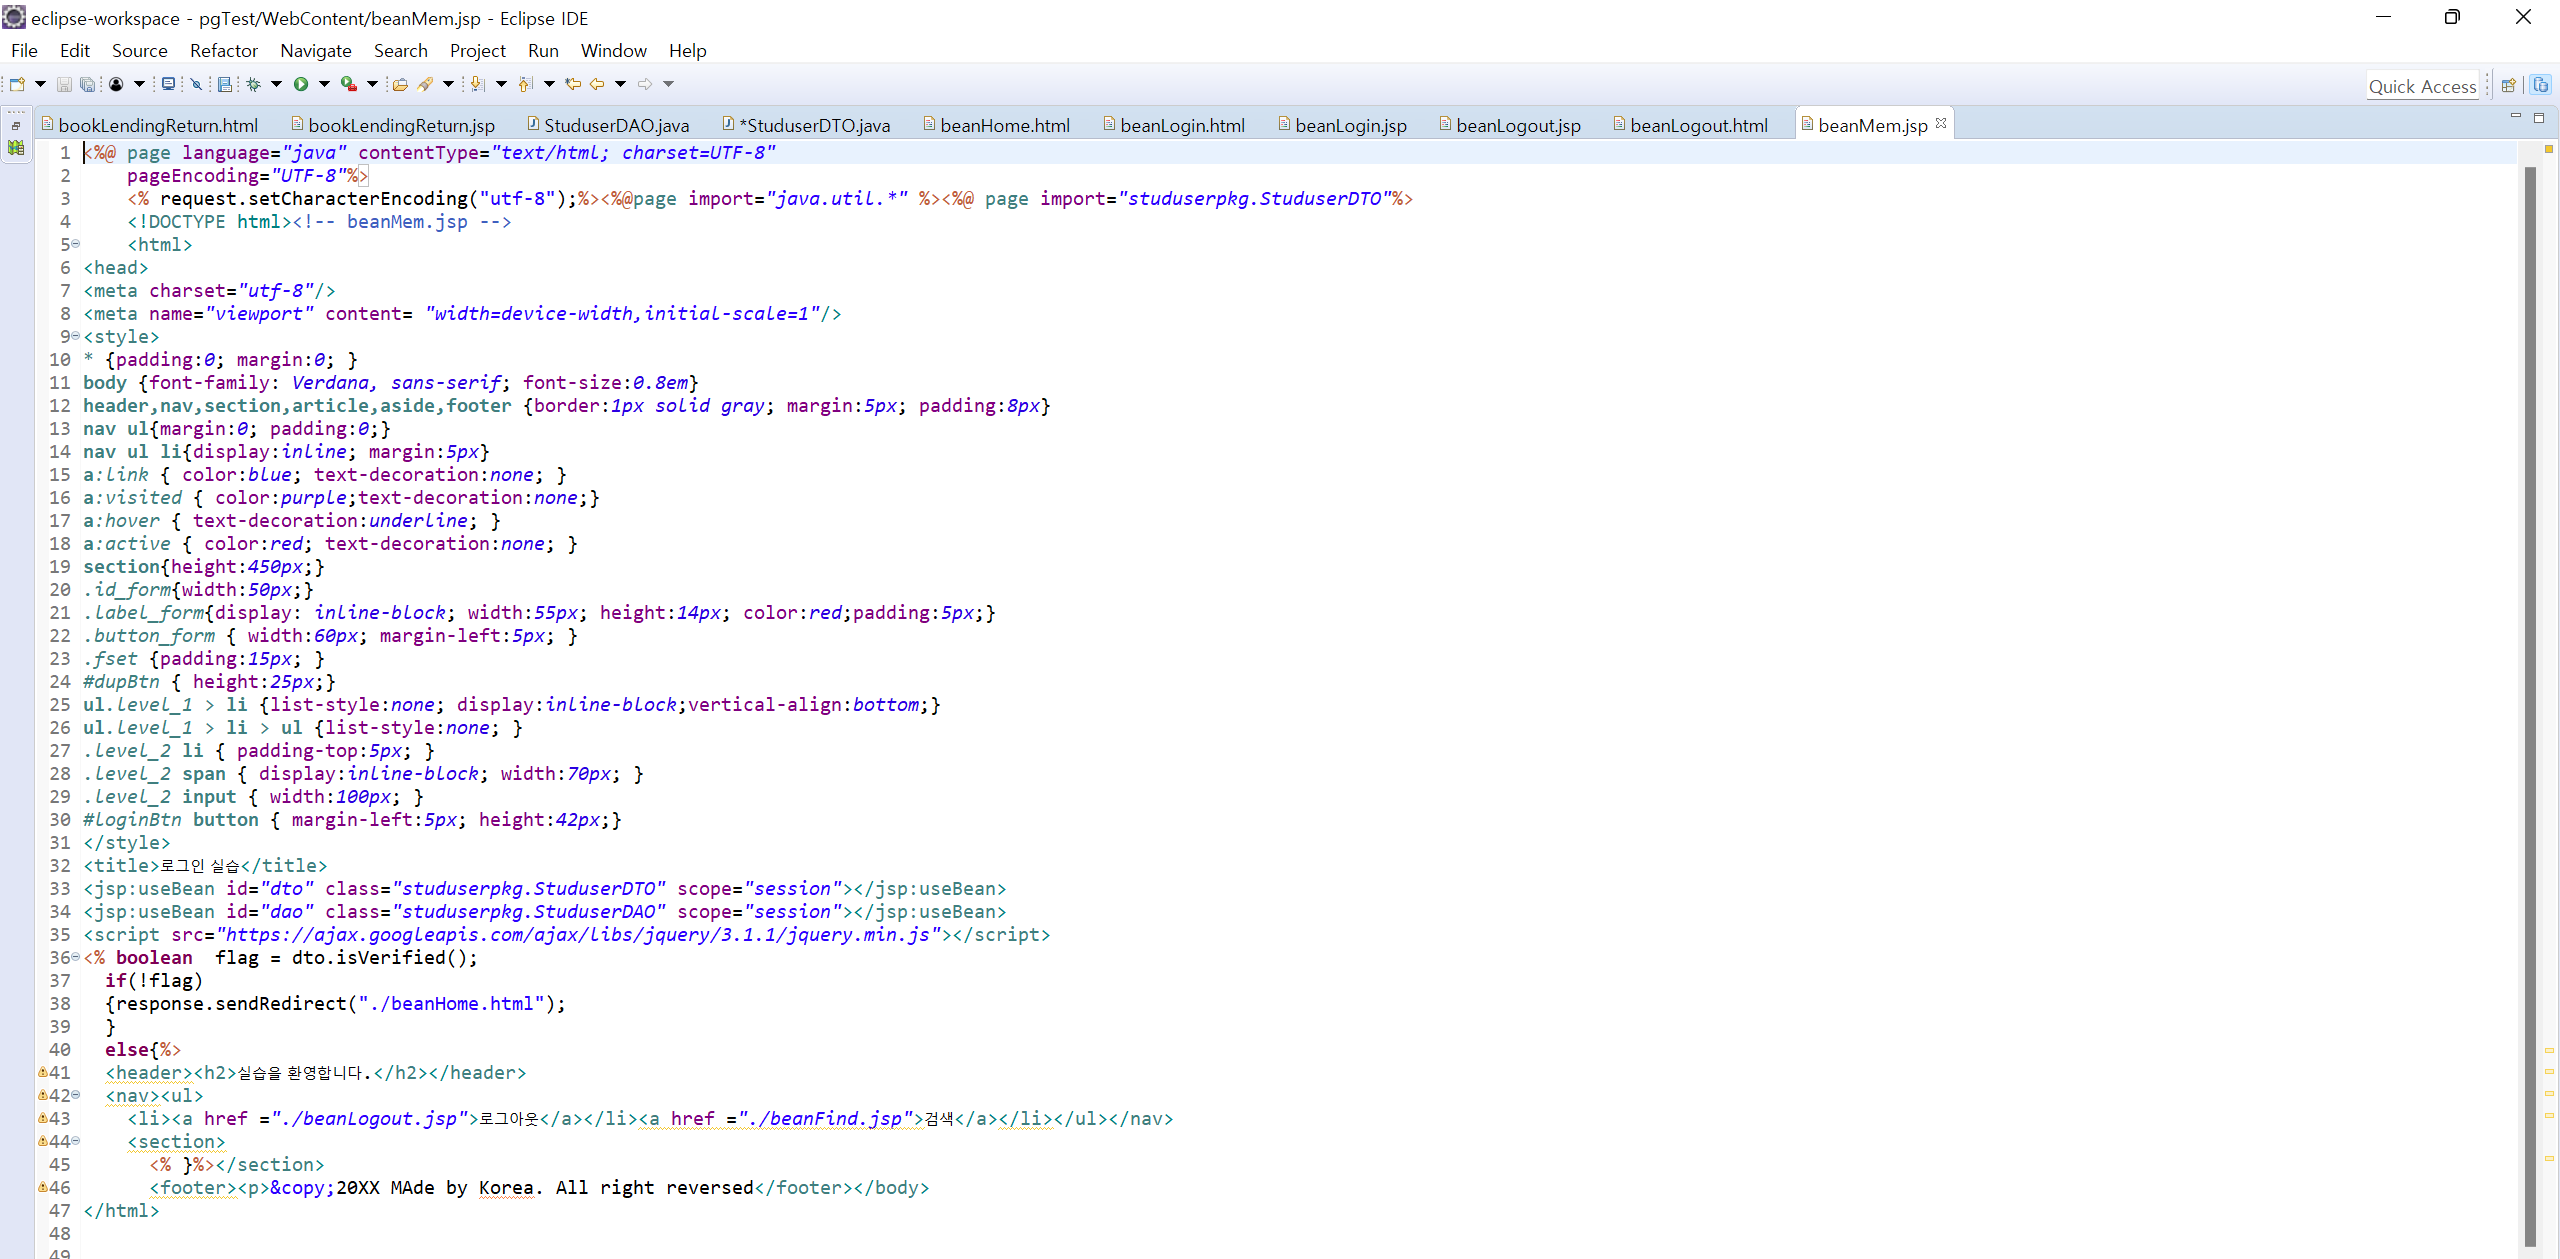 eclipse-workspace - pgTest/WebContent/beanMem.jsp - Eclipse IDE
File Edit Source Refactor Navigate Search Project Run Window Help
Quick Access
bookLendingReturn.html bookLendingReturn.jsp StuduserDAO.java *StuduserDTO.java beanHome.html beanLogin.html beanLogin.jsp beanLogout.jsp beanLogout.html beanMem.jsp
1 <%@ page language="java" contentType="text/html; charset=UTF-8"
2 pageEncoding="UTF-8"%>
3 <% request.setCharacterEncoding("utf-8");%><%@page import="java.util.*" %><%@ page import="studuserpkg.StuduserDTO"%>
4 <!DOCTYPE html><!-- beanMem.jsp -->
5 <html>
6 <head>
7 <meta charset="utf-8"/>
8 <meta name="viewport" content= "width=device-width,initial-scale=1"/>
9 <style>
10 * {padding:0; margin:0; }
11 body {font-family: Verdana, sans-serif; font-size:0.8em}
12 header,nav,section,article,aside,footer {border:1px solid gray; margin:5px; padding:8px}
13 nav ul{margin:0; padding:0;}
14 nav ul li{display:inline; margin:5px}
15 a:link { color:blue; text-decoration:none; }
16 a:visited { color:purple;text-decoration:none;}
17 a:hover { text-decoration:underline; }
18 a:active { color:red; text-decoration:none; }
19 section{height:450px;}
20 .id_form{width:50px;}
21 .label_form{display: inline-block; width:55px; height:14px; color:red;padding:5px;}
22 .button_form { width:60px; margin-left:5px; }
23 .fset {padding:15px; }
24 #dupBtn { height:25px;}
25 ul.level_1 > li {list-style:none; display:inline-block;vertical-align:bottom;}
26 ul.level_1 > li > ul {list-style:none; }
27 .level_2 li { padding-top:5px; }
28 .level_2 span { display:inline-block; width:70px; }
29 .level_2 input { width:100px; }
30 #loginBtn button { margin-left:5px; height:42px;}
31 </style>
32 <title>로그인 실습</title>
33 <jsp:useBean id="dto" class="studuserpkg.StuduserDTO" scope="session"></jsp:useBean>
34 <jsp:useBean id="dao" class="studuserpkg.StuduserDAO" scope="session"></jsp:useBean>
35 <script src="https://ajax.googleapis.com/ajax/libs/jquery/3.1.1/jquery.min.js"></script>
36 <% boolean flag = dto.isVerified();
37 if(!flag)
38 {response.sendRedirect("./beanHome.html");
39 }
40 else{%>
41 <header><h2>실습을 환영합니다.</h2></header>
42 <nav><ul>
43 <li><a href ="./beanLogout.jsp">로그아웃</a></li><a href ="./beanFind.jsp">검색</a></li></ul></nav>
44 <section>
45 <% }%></section>
46 <footer><p>&copy;20XX MAde by Korea. All right reversed</footer></body>
47 </html>
48
49